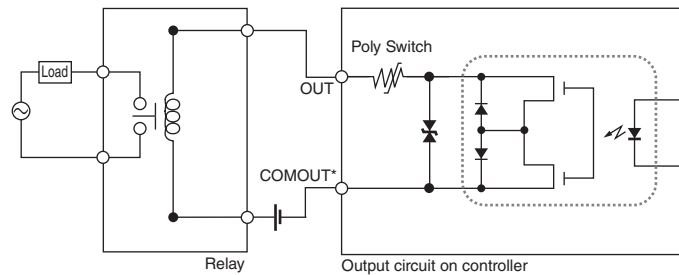 Load
Poly Switch
OUT
COMOUT*
Relay
Output circuit on controller